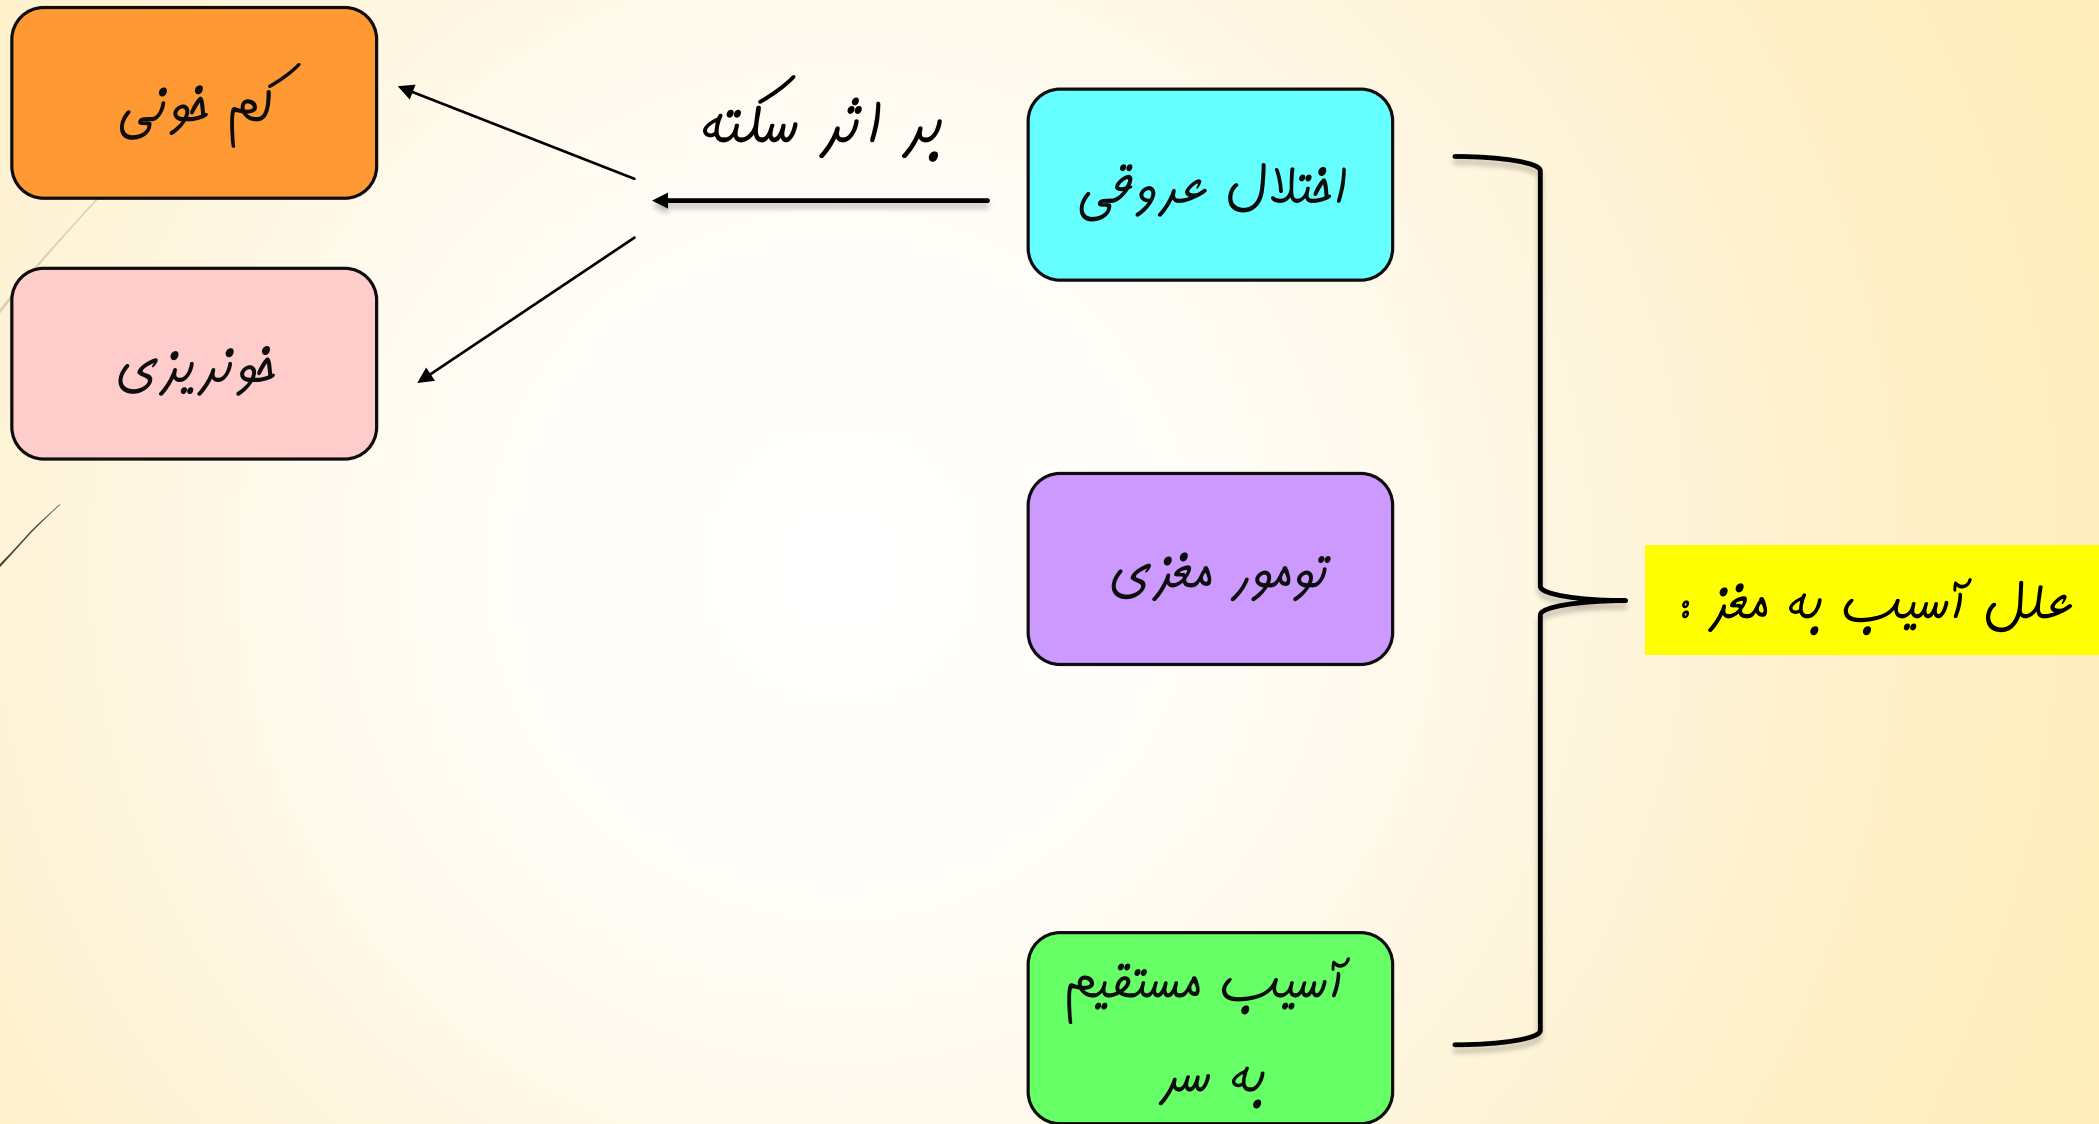 علل آسیب به مغز :
اختلال عروقی
بر اثر سکته
کم خونی
خونریزی
تومور مغزی
آسیب مستقیم
به سر